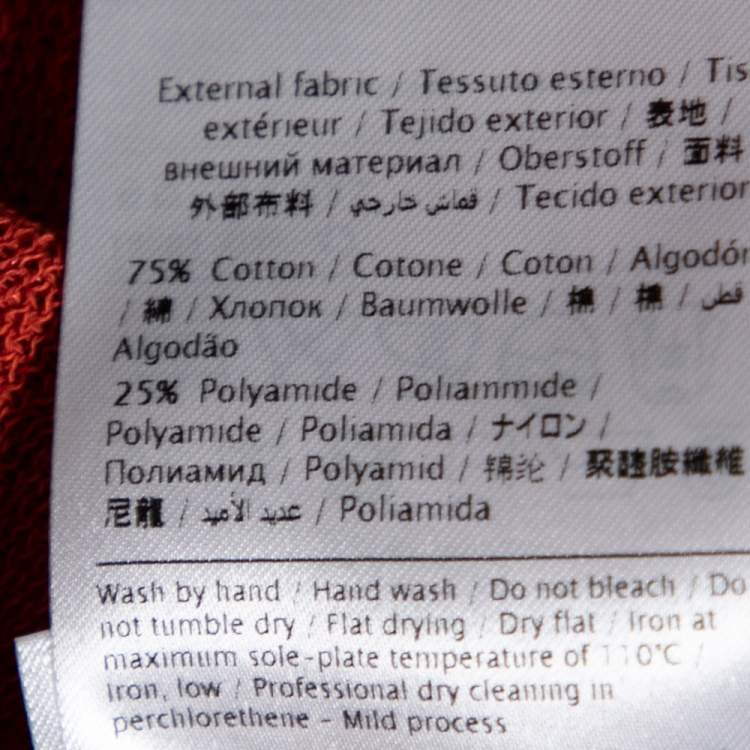 External fabric / Tessuto esterno / Tis
extérieur / Tejido exterior / 表地 /
внешний материал / Oberstoff / 面料
外部布料 / قماش خارجي / Tecido exterior
75% Cotton / Cotone / Coton / Algodón
/ 綿 / Хлопок / Baumwolle / 棉 / 棉 / قطن
Algodão
25% Polyamide / Poliammide /
Polyamide / Poliamida / ナイロン /
Полиамид / Polyamid / 锦纶 / 聚醯胺纖維
尼龍 / عديد الأميد / Poliamida
Wash by hand / Hand wash / Do not bleach / Do
not tumble dry / Flat drying / Dry flat / Iron at
maximum sole-plate temperature of 110°C /
Iron, low / Professional dry cleaning in
perchlorethene - Mild process